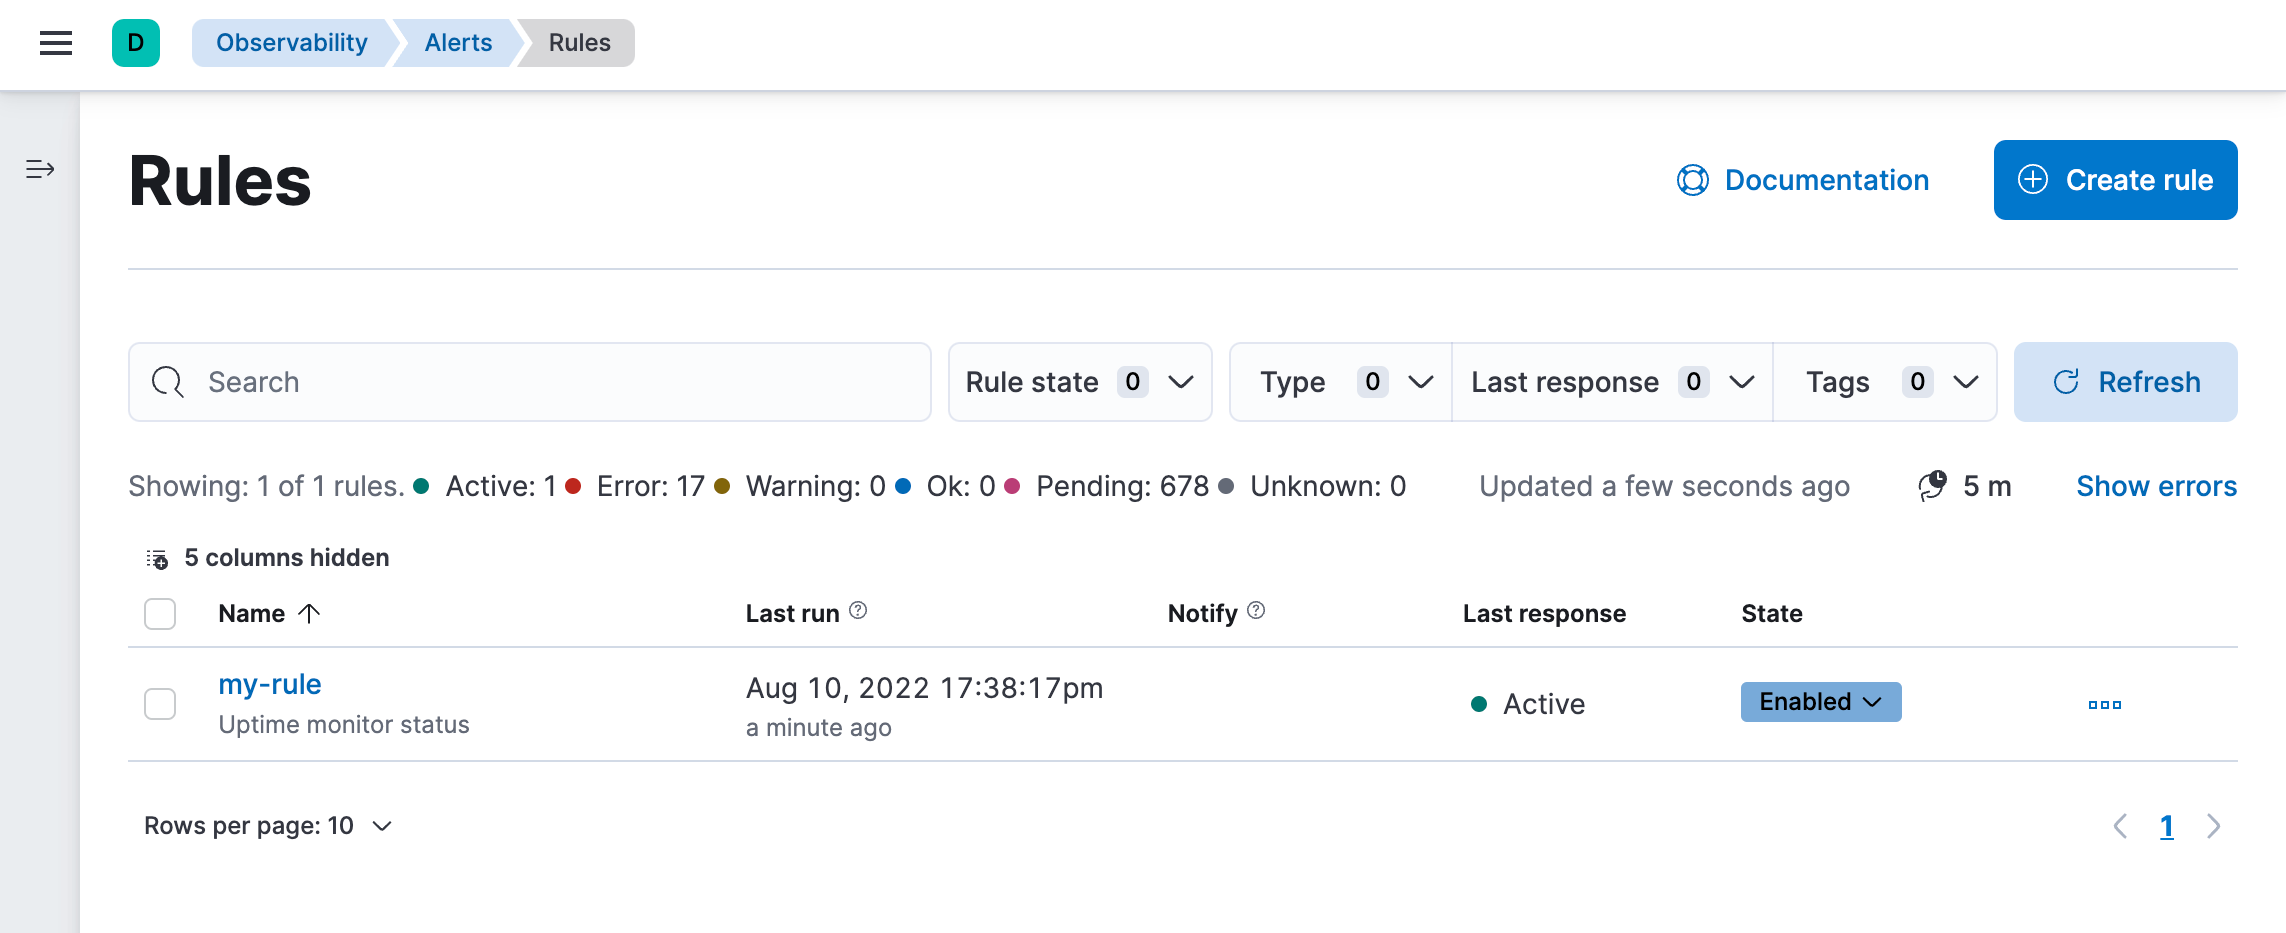 D Observability Alerts Rules
Rules
Documentation Create rule
Search Rule state 0 Type 0 Last response 0 Tags 0 Refresh
Showing: 1 of 1 rules. Active: 1 Error: 17 Warning: 0 Ok: 0 Pending: 678 Unknown: 0 Updated a few seconds ago 5 m Show errors
5 columns hidden
Name Last run Notify Last response State
my-rule Aug 10, 2022 17:38:17pm Active Enabled
Uptime monitor status a minute ago
Rows per page: 10 1